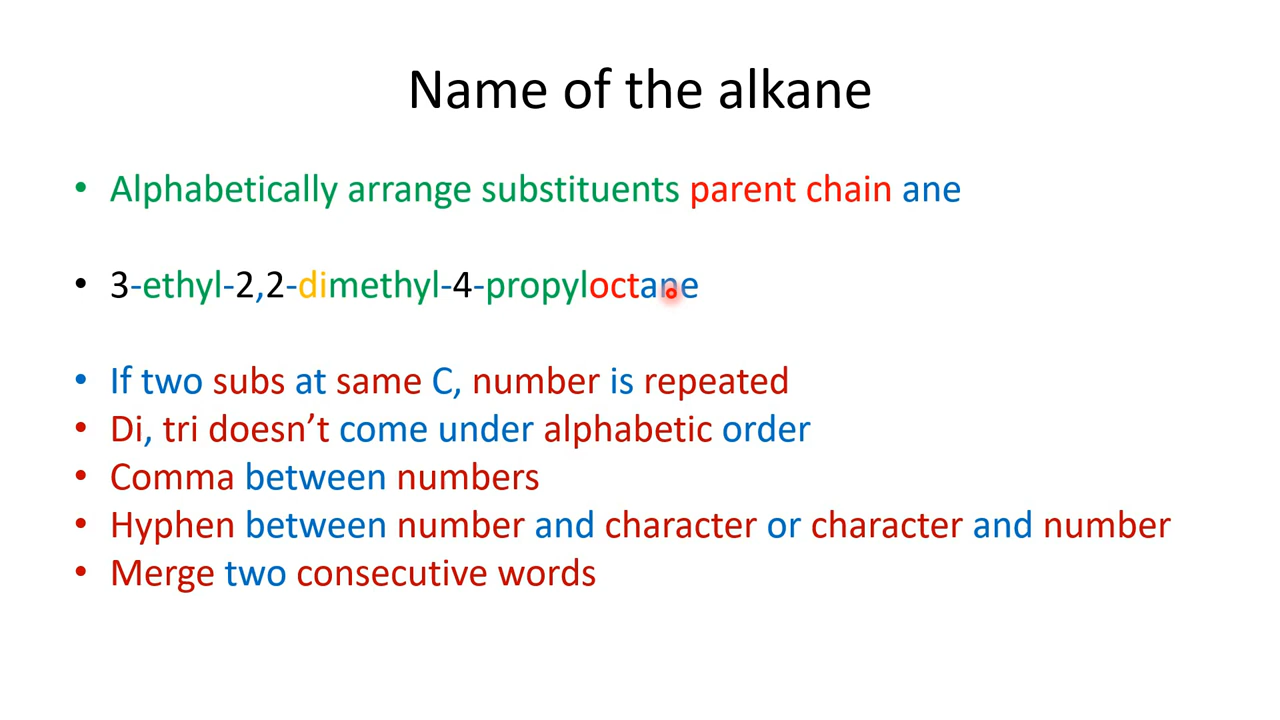 Name of the alkane
• Alphabetically arrange substituents parent chain ane
• 3-ethyl-2,2-dimethyl-4-propyloctane
• If two subs at same C, number is repeated
• Di, tri doesn’t come under alphabetic order
• Comma between numbers
• Hyphen between number and character or character and number
• Merge two consecutive words